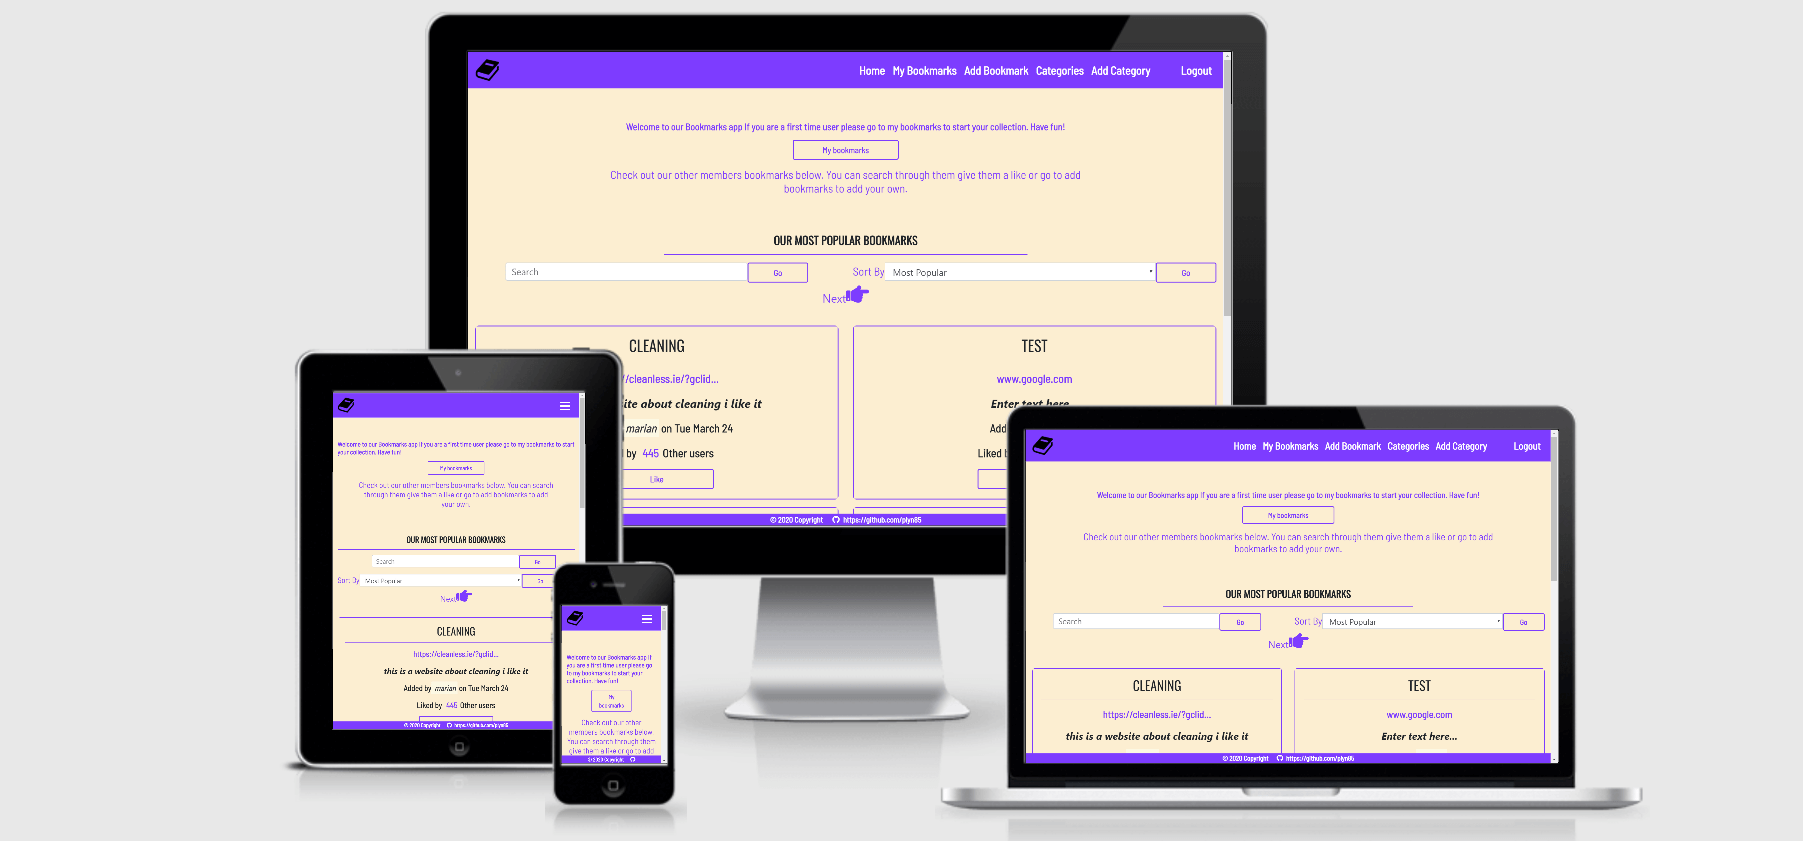 Home My Bookmarks Add Bookmark Categories Add Category Logout
Welcome to our Bookmarks app If you are a first time user please go to my bookmarks to start your collection. Have fun!
My bookmarks
Check out our other members bookmarks below. You can search through them give them a like or go to add
bookmarks to add your own.
OUR MOST POPULAR BOOKMARKS
Search Go Sort By Most Popular Go
Next
CLEANING TEST
//cleanless.ie/?gclid... www.google.com
ite about cleaning i like it Enter text here
marian on Tue March 24 Add
by 445 Other users Liked b
Like
© 2020 Copyright https://github.com/plyn85
Welcome to our Bookmarks app If you are a first time user please go to my bookmarks to start
your collection. Have fun!
My bookmarks
Check out our other members bookmarks below. You can search
through them give them a like or go to add bookmarks to add
your own.
OUR MOST POPULAR BOOKMARKS
Search Go
Sort By Most Popular Go
Next
CLEANING
https://cleanless.ie/?gclid...
this is a website about cleaning i like it
Added by marian on Tue March 24
Liked by 445 Other users
© 2020 Copyright https://github.com/plyn85
Welcome to our Bookmarks app If
you are a first time user please go
to my bookmarks to start your
collection. Have fun!
My
bookmarks
Check out our other
members bookmarks below.
You can search through them
give them a like or go to add
© 2020 Copyright
Home My Bookmarks Add Bookmark Categories Add Category Logout
Welcome to our Bookmarks app If you are a first time user please go to my bookmarks to start your collection. Have fun!
My bookmarks
Check out our other members bookmarks below. You can search through them give them a like or go to add
bookmarks to add your own.
OUR MOST POPULAR BOOKMARKS
Search Go Sort By Most Popular Go
Next
CLEANING TEST
https://cleanless.ie/?gclid... www.google.com
this is a website about cleaning i like it Enter text here...
© 2020 Copyright https://github.com/plyn85